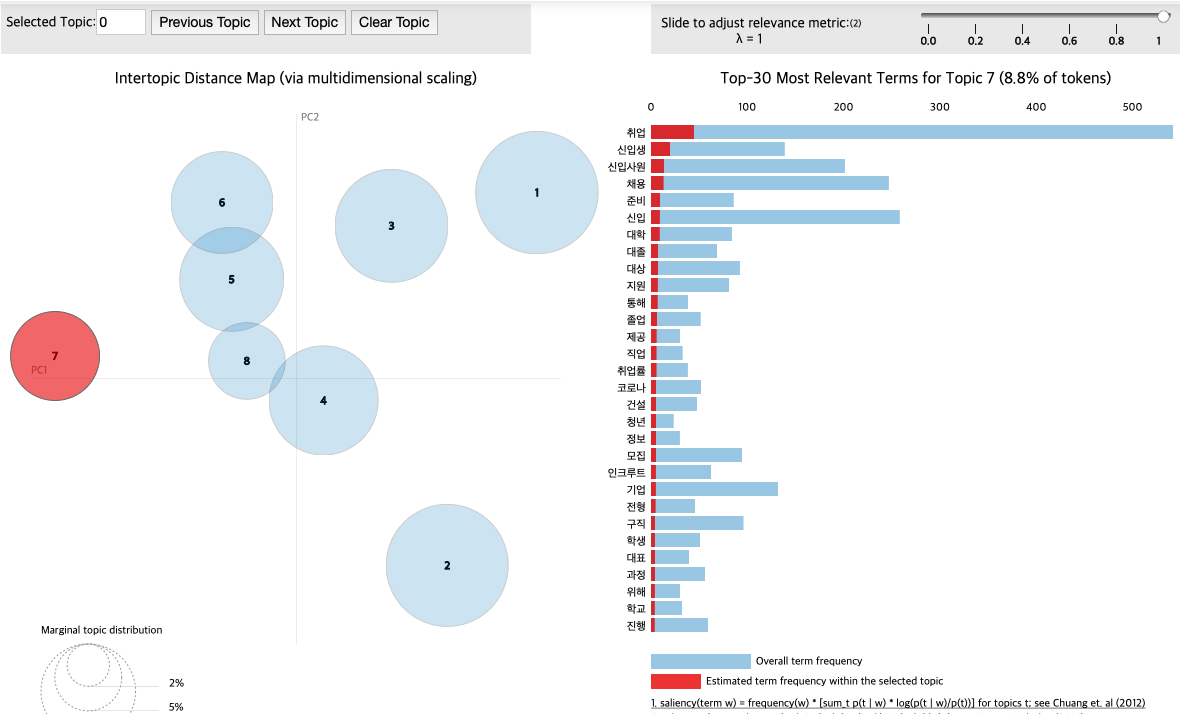 Selected Topic: 0 Previous Topic Next Topic Clear Topic
Slide to adjust relevance metric:(2)
λ = 1
0.0 0.2 0.4 0.6 0.8 1
Intertopic Distance Map (via multidimensional scaling)
PC2
PC1
6
3
1
5
7
8
4
2
Marginal topic distribution
2%
5%
Top-30 Most Relevant Terms for Topic 7 (8.8% of tokens)
0 100 200 300 400 500
취업
신입생
신입사원
채용
준비
신입
대학
대졸
대상
지원
통해
졸업
제공
직업
취업률
코로나
건설
청년
정보
모집
인크루트
기업
전형
구직
학생
대표
과정
위해
학교
진행
Overall term frequency
Estimated term frequency within the selected topic
1. saliency(term w) = frequency(w) * [sum_t p(t | w) * log(p(t | w)/p(t))] for topics t; see Chuang et. al (2012)